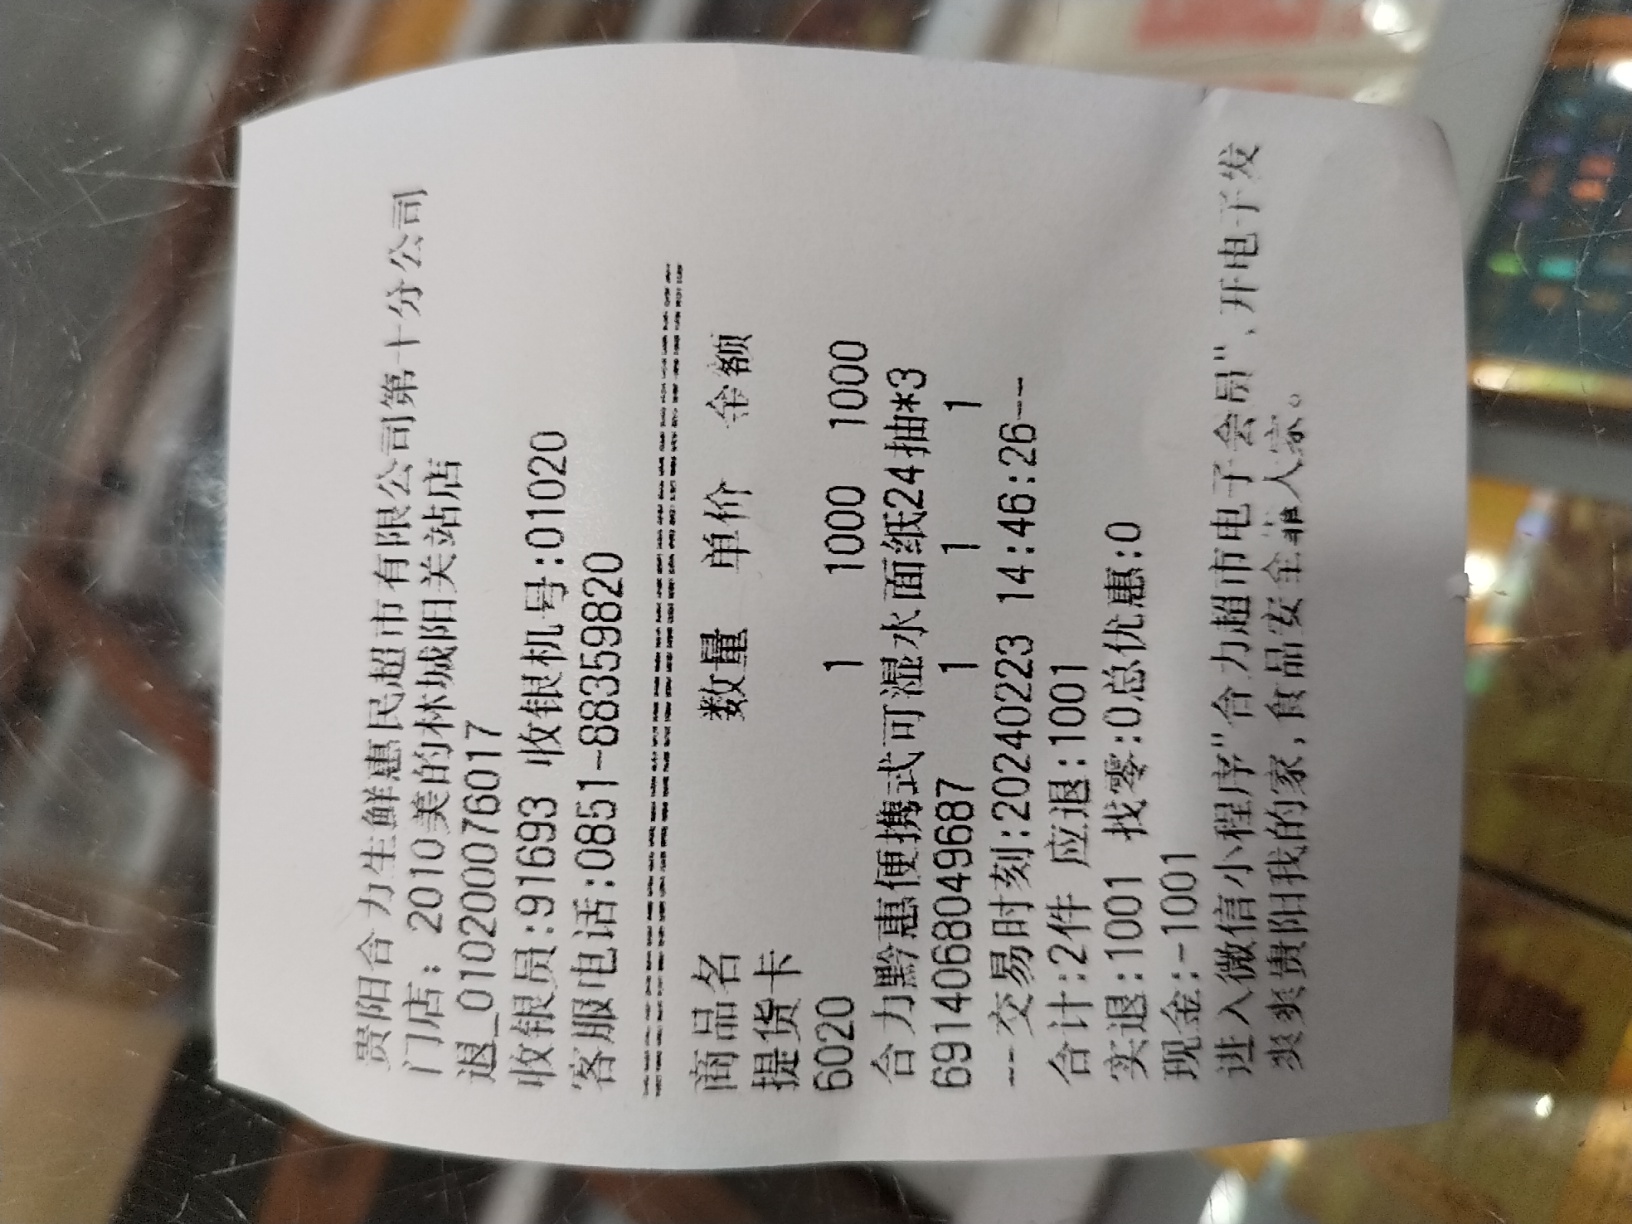 贵阳合力生鲜惠民超市有限公司第十分公司
门店: 2010美的林城阳关站店
退_010200076017
收银员:91693 收银机号:01020
客服电话:0851-88359820
================================
商品名 数量 单价 金额
提货卡
6020 1 1000 1000
合力黔惠便携式可湿水面纸24抽*3
6914068049687 1 1 1
--交易时刻:20240223 14:46:26--
合计:2件 应退:1001
实退:1001 找零:0总优惠:0
现金:-1001
进入微信小程序"合力超市电子会员", 开电子发
爽爽贵阳我的家,食品安全靠大家。